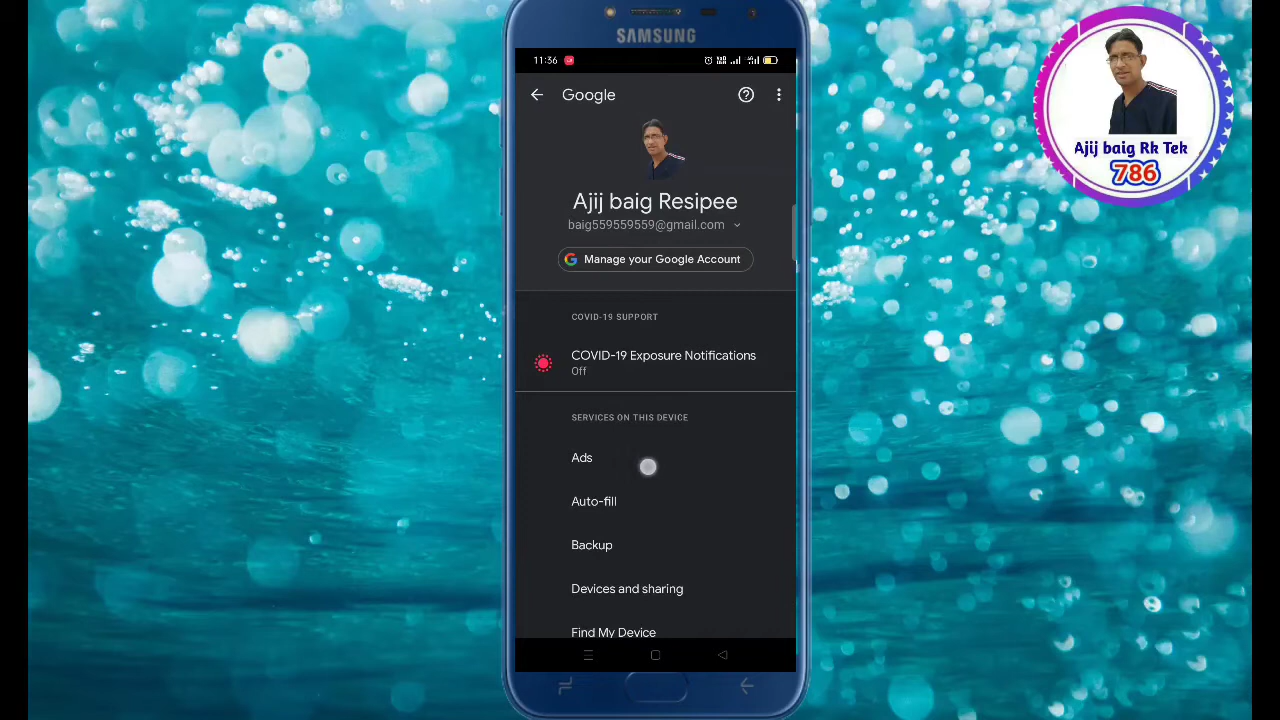 SAMSUNG
11:36
Google
Ajij baig Resipee
baig559559559@gmail.com
Manage your Google Account
COVID-19 SUPPORT
COVID-19 Exposure Notifications
Off
SERVICES ON THIS DEVICE
Ads
Auto-fill
Backup
Devices and sharing
Find My Device
Ajij baig Rk Tek
786